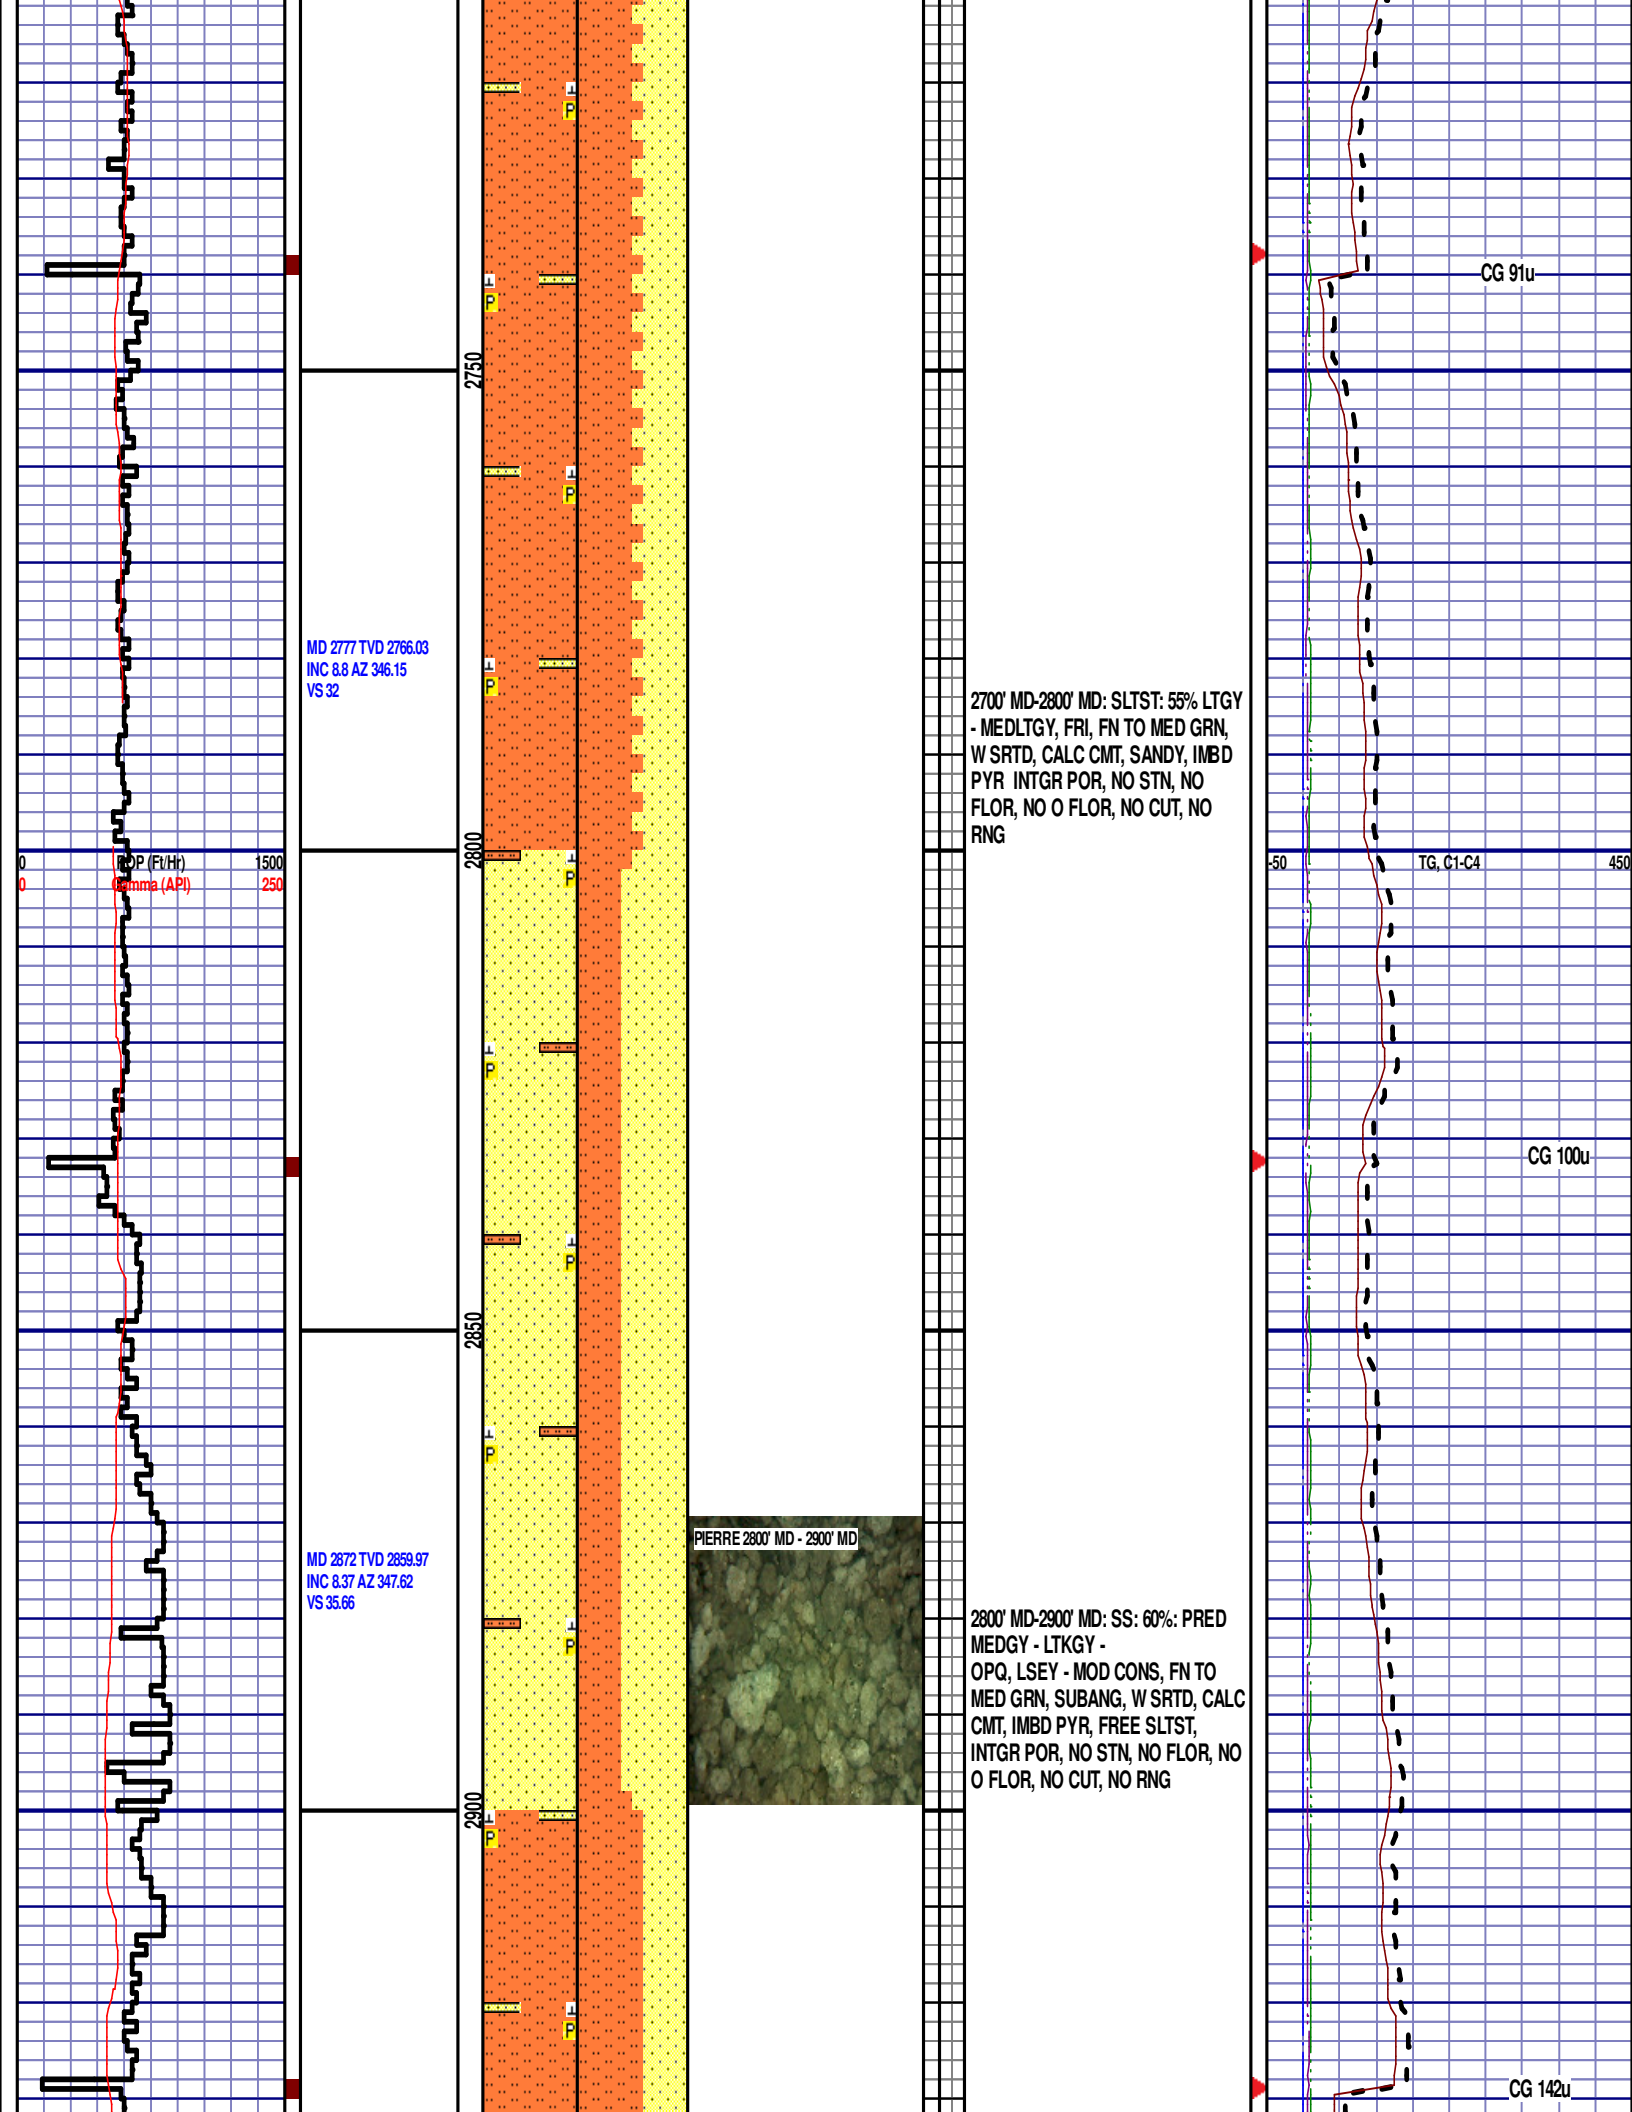 P
CG 91u
P
2750
P
MD 2777 TVD 2766.03
INC 8.8 AZ 346.15
VS 32
P
2700' MD-2800' MD: SLTST: 55% LTGY
- MEDLTGY, FRI, FN TO MED GRN,
W SRTD, CALC CMT, SANDY, IMBD
PYR INTGR POR, NO STN, NO
FLOR, NO O FLOR, NO CUT, NO
RNG
2800
0 ROP (Ft/Hr) 1500
0 Gamma (API) 250
P
-50 TG, C1-C4 450
P
CG 100u
P
2850
P
PIERRE 2800' MD - 2900' MD
MD 2872 TVD 2859.97
INC 8.37 AZ 347.62
VS 35.66
P
2800' MD-2900' MD: SS: 60%: PRED
MEDGY - LTKGY -
OPQ, LSEY - MOD CONS, FN TO
MED GRN, SUBANG, W SRTD, CALC
CMT, IMBD PYR, FREE SLTST,
INTGR POR, NO STN, NO FLOR, NO
O FLOR, NO CUT, NO RNG
2900
P
P
CG 142u